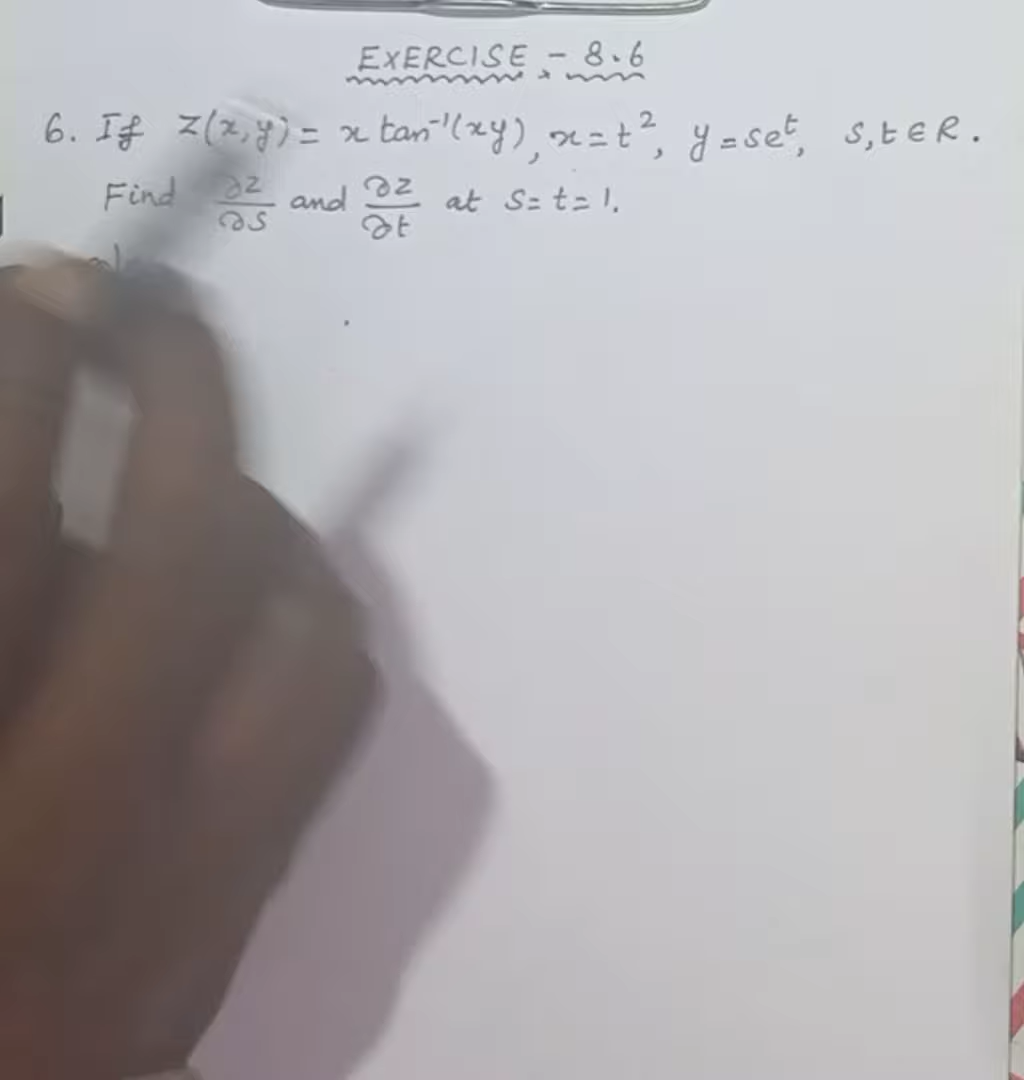 EXERCISE - 8.6
6. If z(x,y) = x tan⁻¹(xy), x = t², y = seᵗ, s,t ∈ R.
Find ∂z/∂s and ∂z/∂t at s = t = 1.